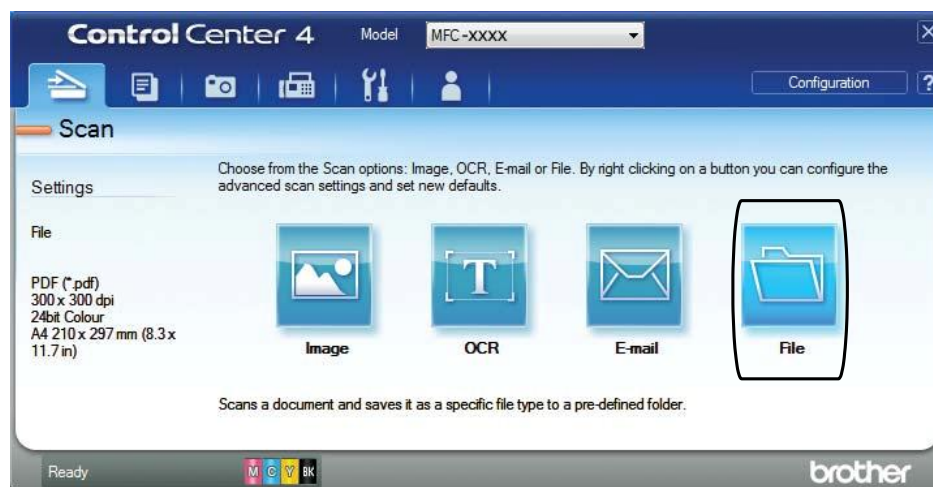 Control Center 4 Model MFC-XXXX X
Configuration ?
Scan
Choose from the Scan options: Image, OCR, E-mail or File. By right clicking on a button you can configure the
advanced scan settings and set new defaults.
Settings
File
PDF (*.pdf)
300 x 300 dpi
24bit Colour
A4 210 x 297 mm (8.3 x
11.7 in)
T
Image OCR E-mail File
Scans a document and saves it as a specific file type to a pre-defined folder.
Ready M C Y BK brother